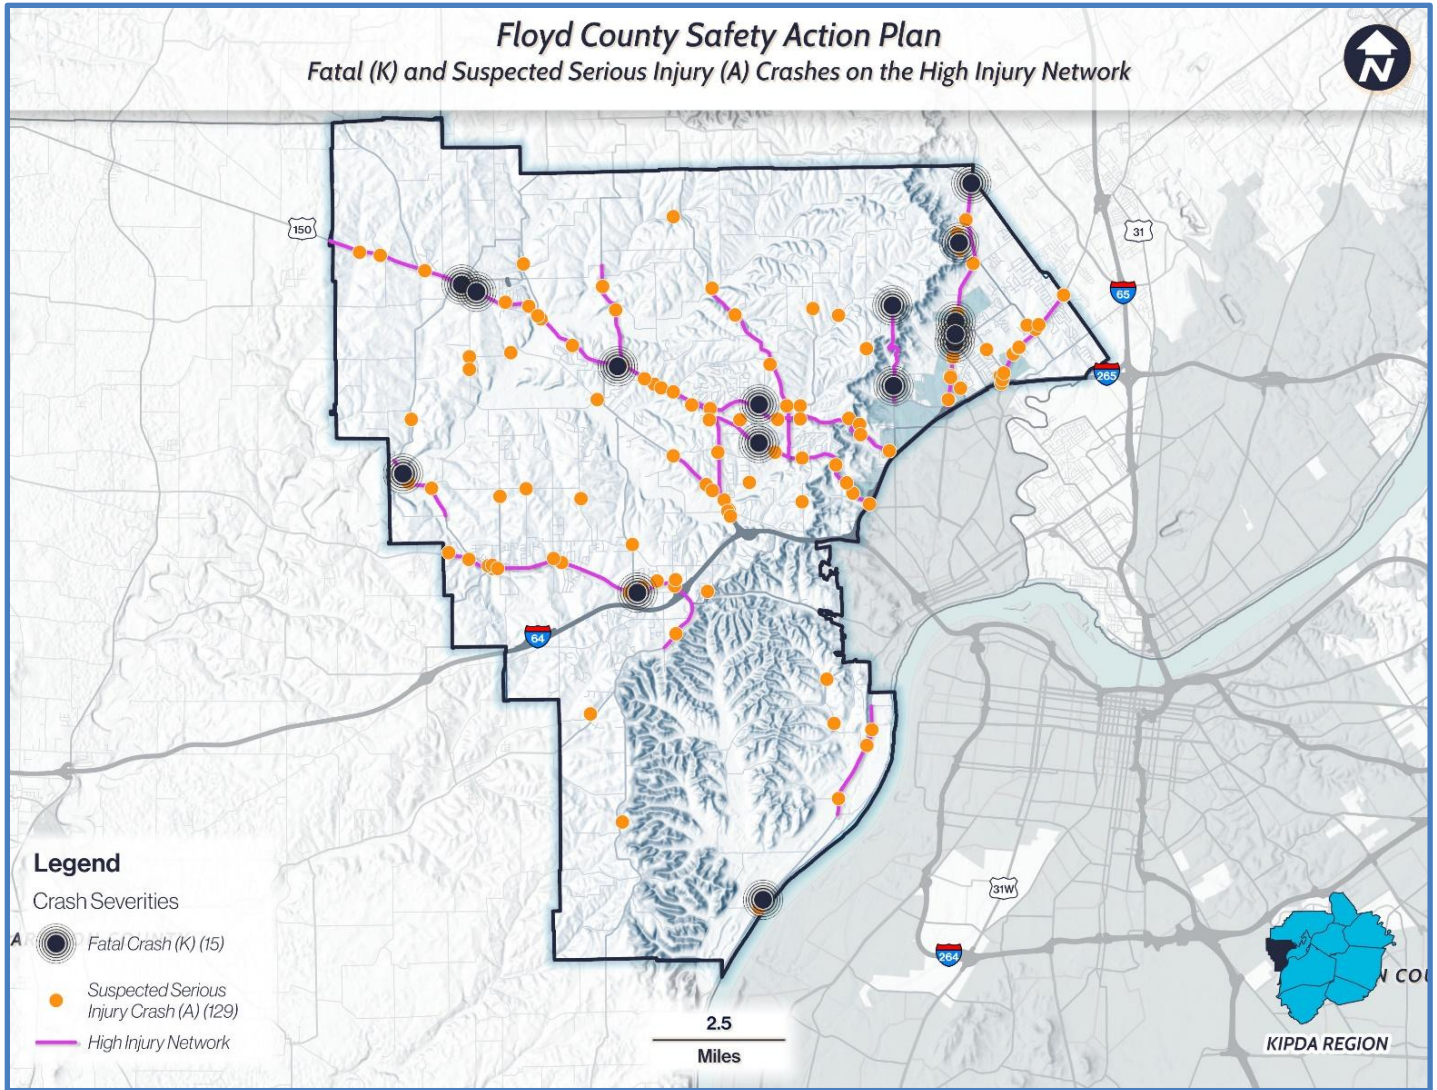 Floyd County Safety Action Plan
Fatal (K) and Suspected Serious Injury (A) Crashes on the High Injury Network
N
150
31
65
265
64
31W
264
Legend
Crash Severities
Fatal Crash (K) (15)
Suspected Serious
Injury Crash (A) (129)
High Injury Network
2.5
Miles
KIPDA REGION